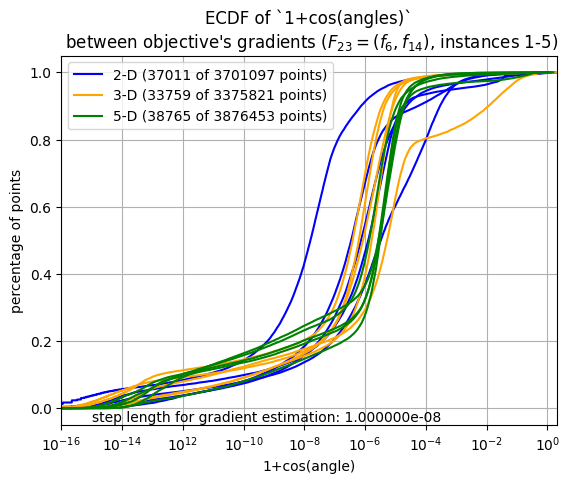 ECDF of `1+cos(angles)`
between objective's gradients (F23 = (f6, f14), instances 1-5)
2-D (37011 of 3701097 points)
3-D (33759 of 3375821 points)
5-D (38765 of 3876453 points)
percentage of points
1.0
0.8
0.6
0.4
0.2
0.0
step length for gradient estimation: 1.000000e-08
10^-16 10^-14 10^-12 10^-10 10^-8 10^-6 10^-4 10^-2 10^0
1+cos(angle)